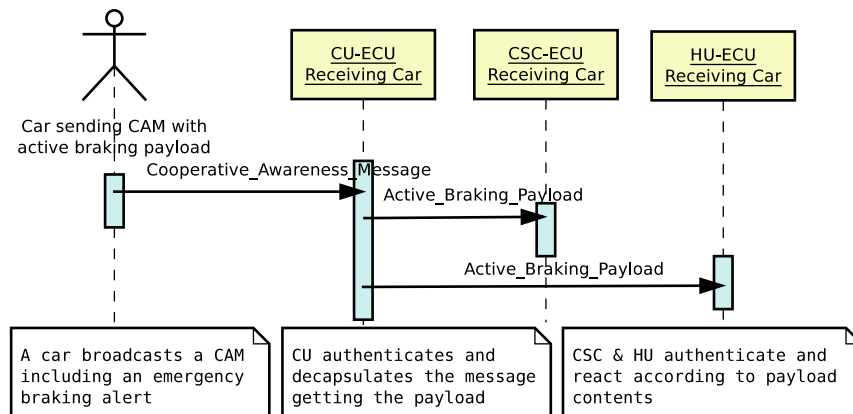 CU-ECU
Receiving Car
CSC-ECU
Receiving Car
HU-ECU
Receiving Car
Car sending CAM with
active braking payload
Cooperative_Awareness_Message
Active_Braking_Payload
Active_Braking_Payload
A car broadcasts a CAM
including an emergency
braking alert
CU authenticates and
decapsulates the message
getting the payload
CSC & HU authenticate and
react according to payload
contents